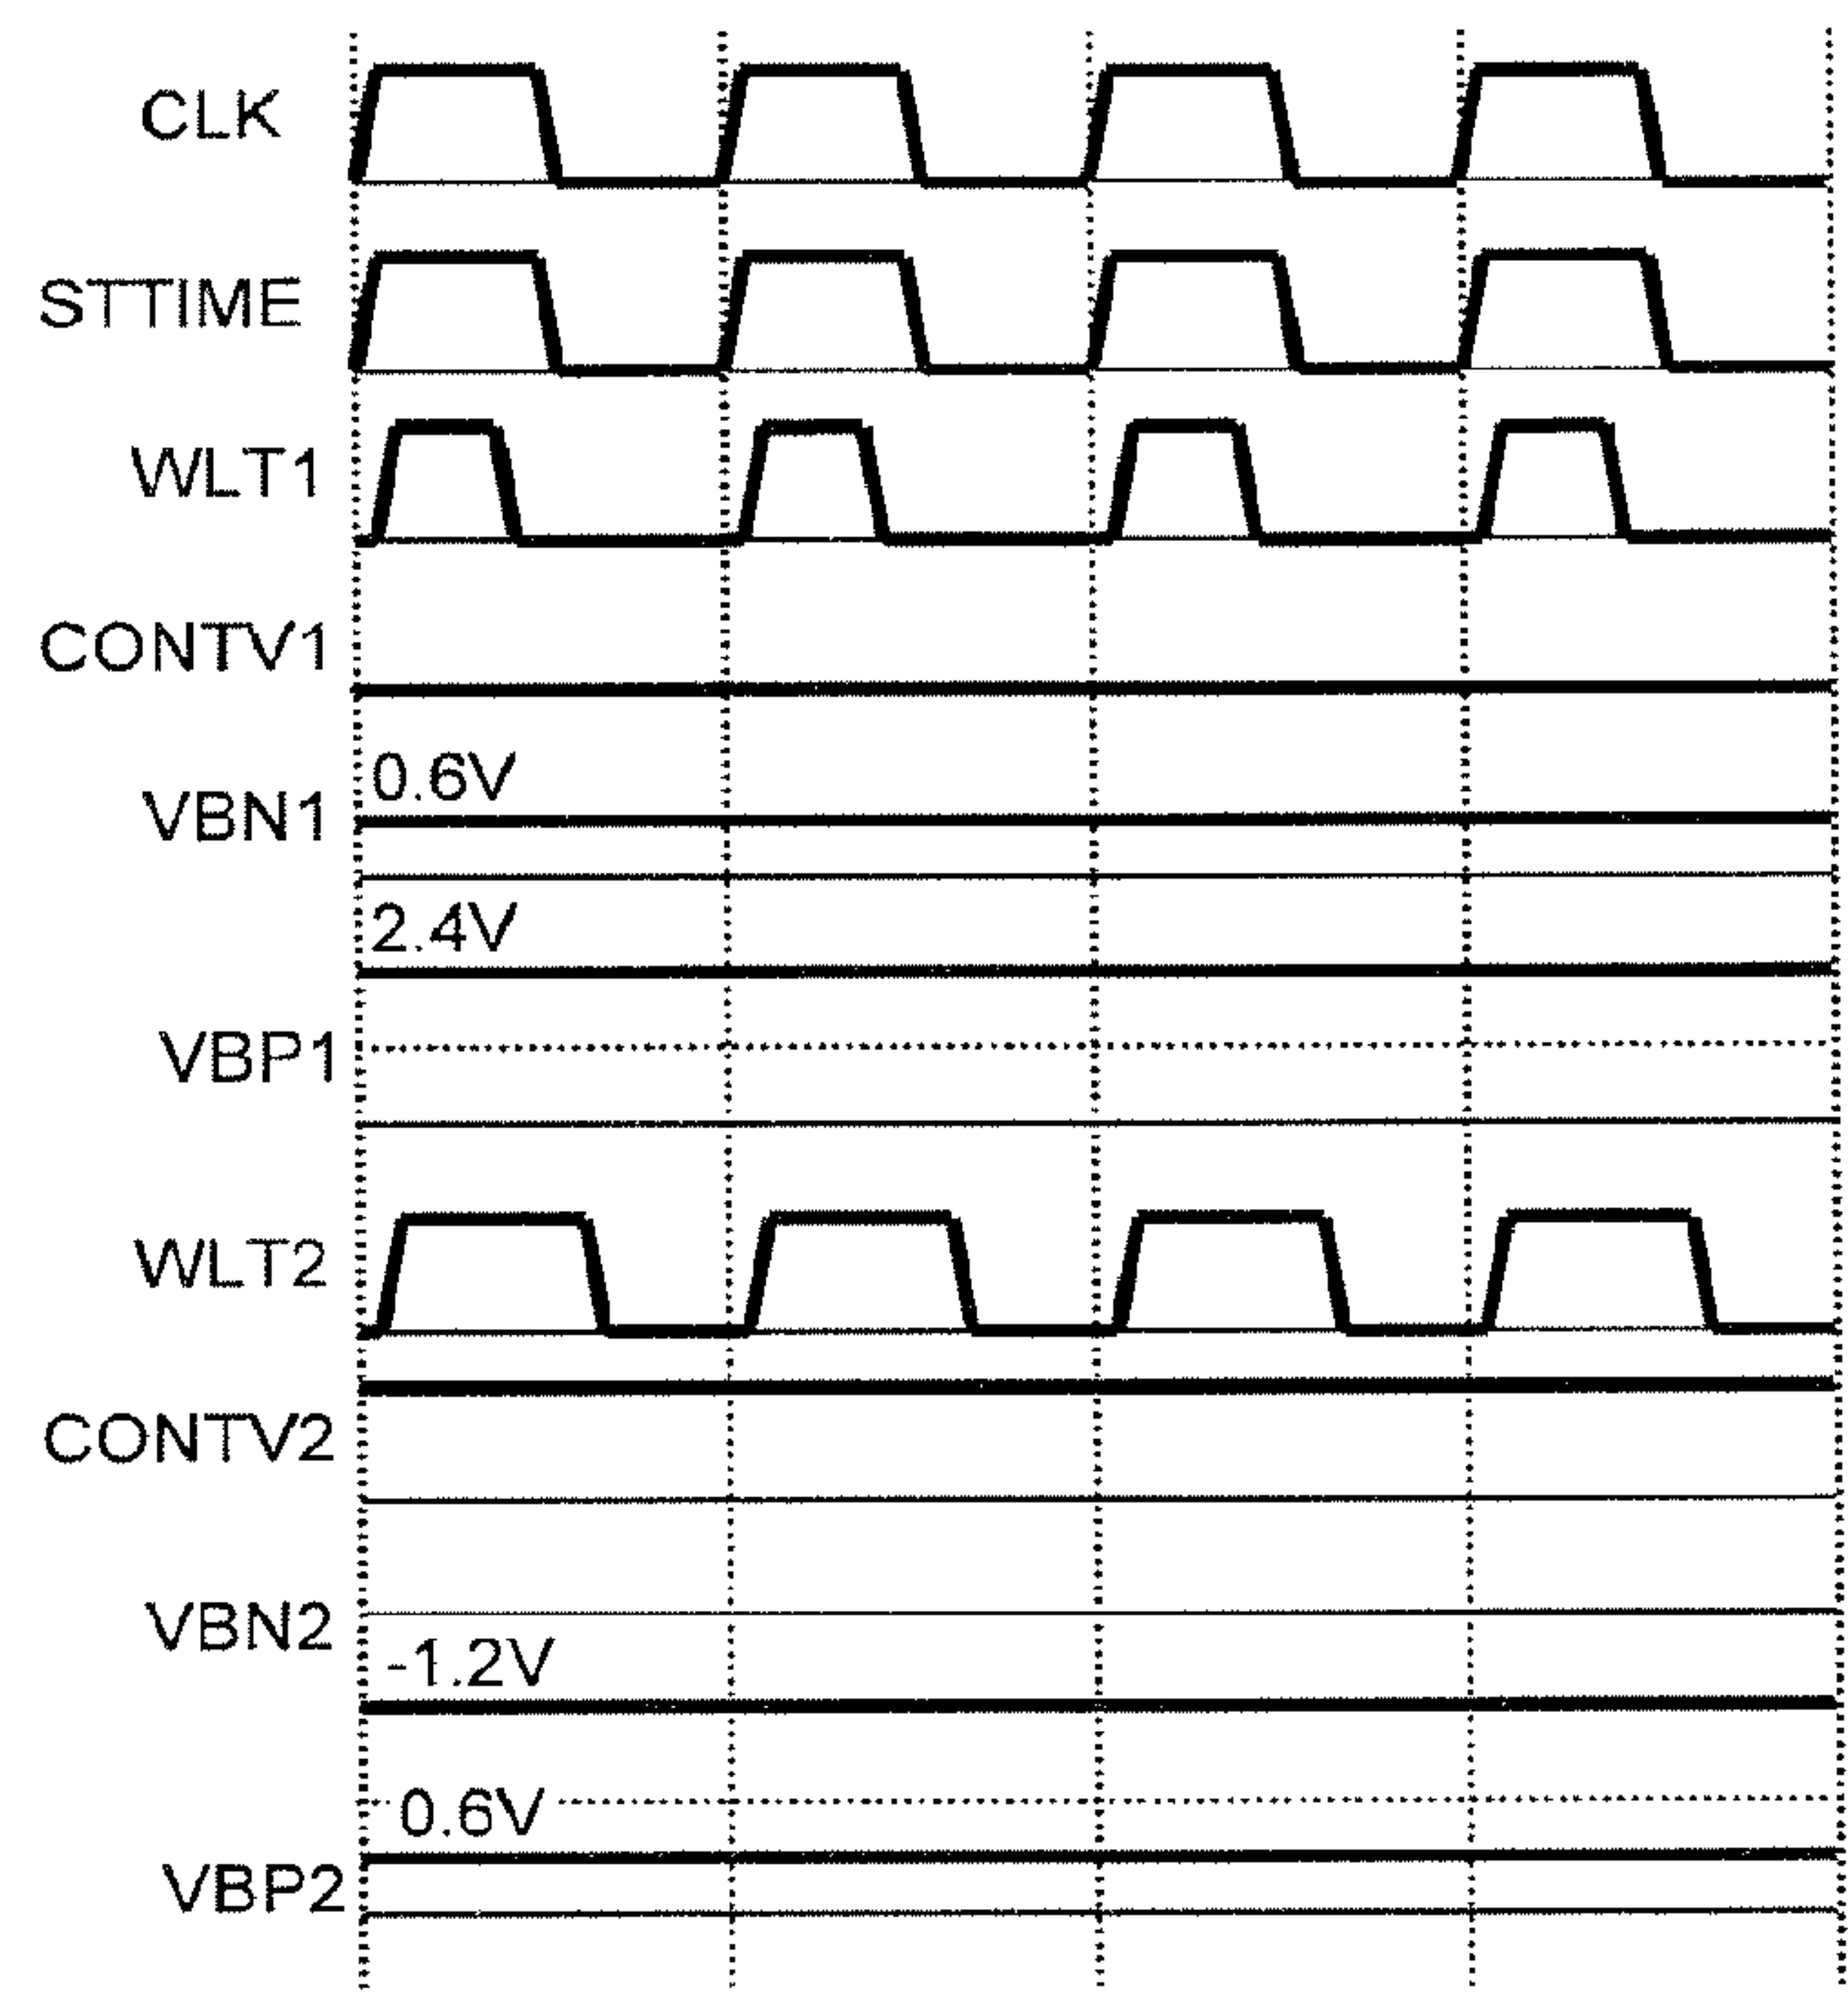 CLK
STTIME
WLT1
CONTV1
0.6V
VBN1
2.4V
VBP1
WLT2
CONTV2
VBN2
-1.2V
0.6V
VBP2